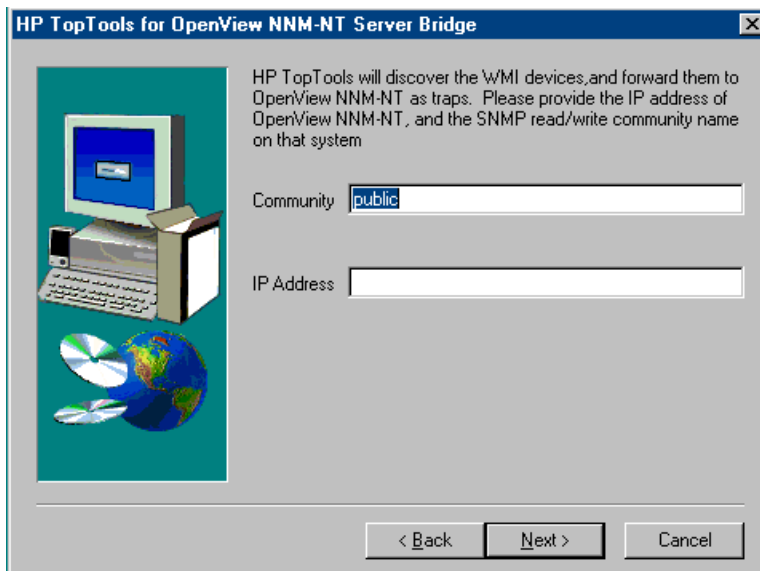 HP TopTools for OpenView NNM-NT Server Bridge
HP TopTools will discover the WMI devices,and forward them to
OpenView NNM-NT as traps.  Please provide the IP address of
OpenView NNM-NT, and the SNMP read/write community name
on that system
Community public
IP Address
< Back Next > Cancel